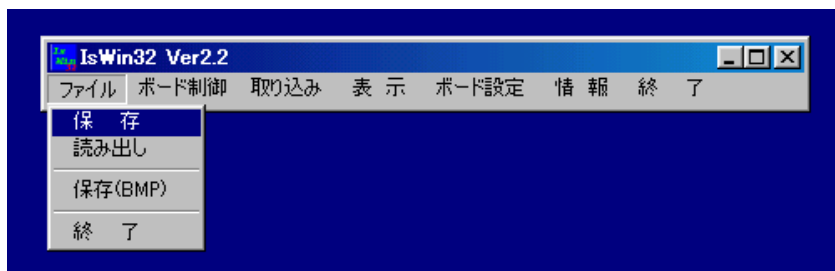 IsWin32 Ver2.2
ファイル ボード制御 取り込み 表 示 ボード設定 情 報 終 了
保 存
読み出し
保存(BMP)
終 了